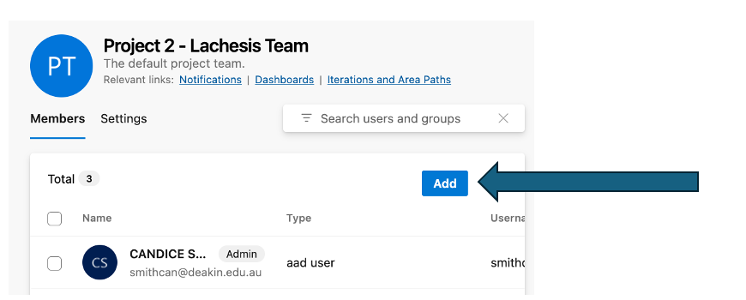 PT
Project 2 - Lachesis Team
The default project team.
Relevant links: Notifications | Dashboards | Iterations and Area Paths
Members Settings
Search users and groups
Total 3
Add
Name Type Userna
CS
CANDICE S... Admin
smithcan@deakin.edu.au
aad user
smithc